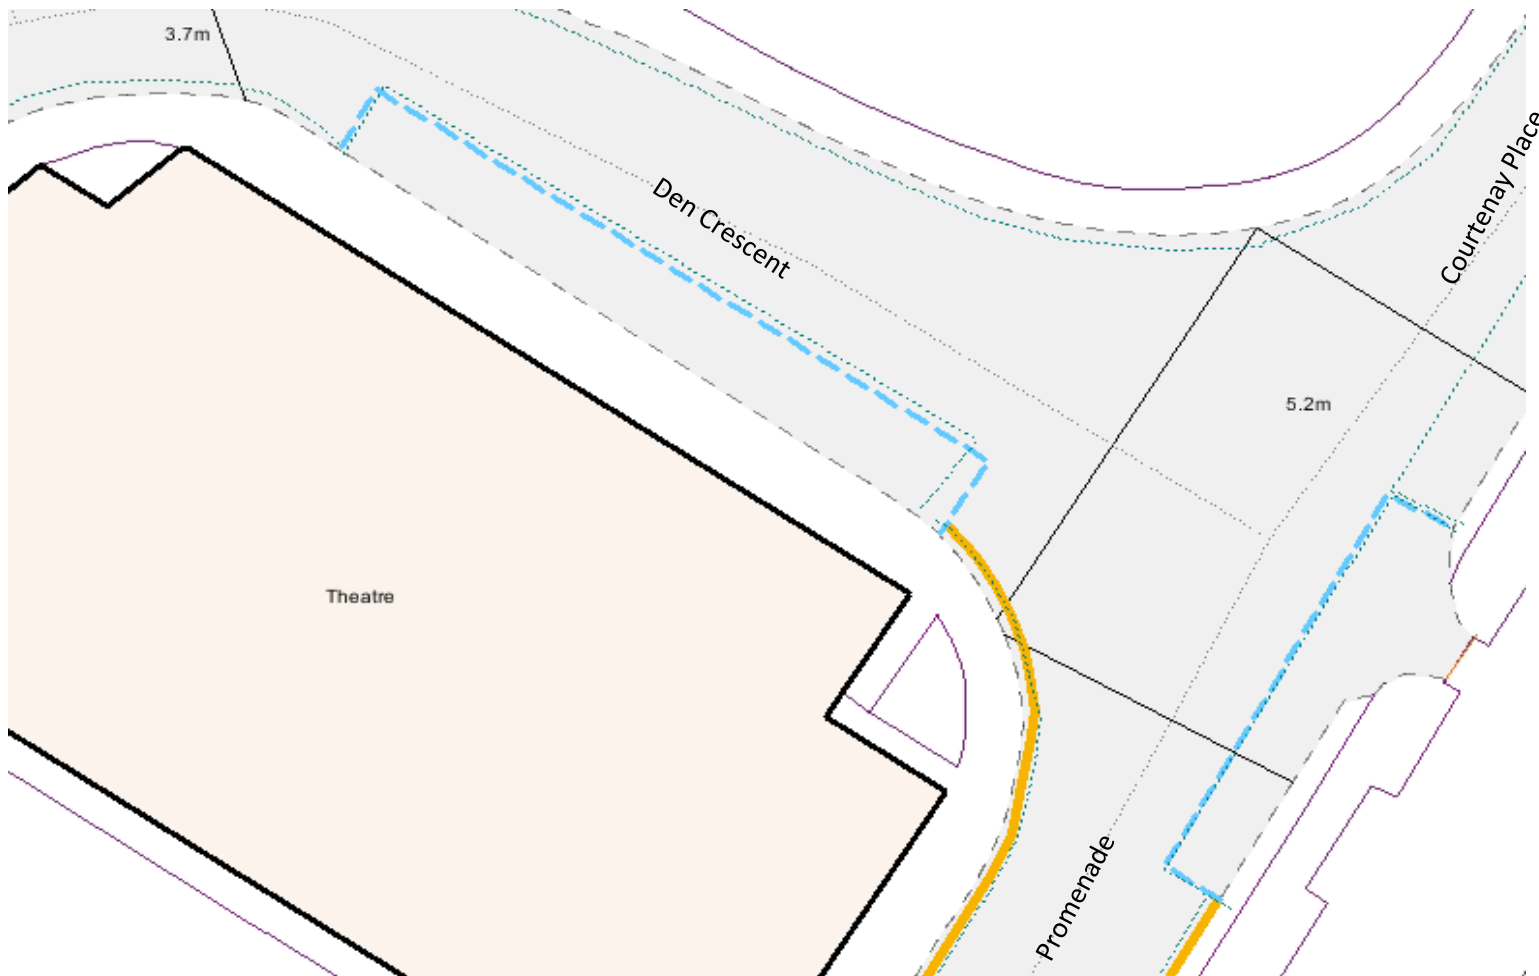 3.7m
Den Crescent
Courtenay Place
5.2m
Theatre
Promenade